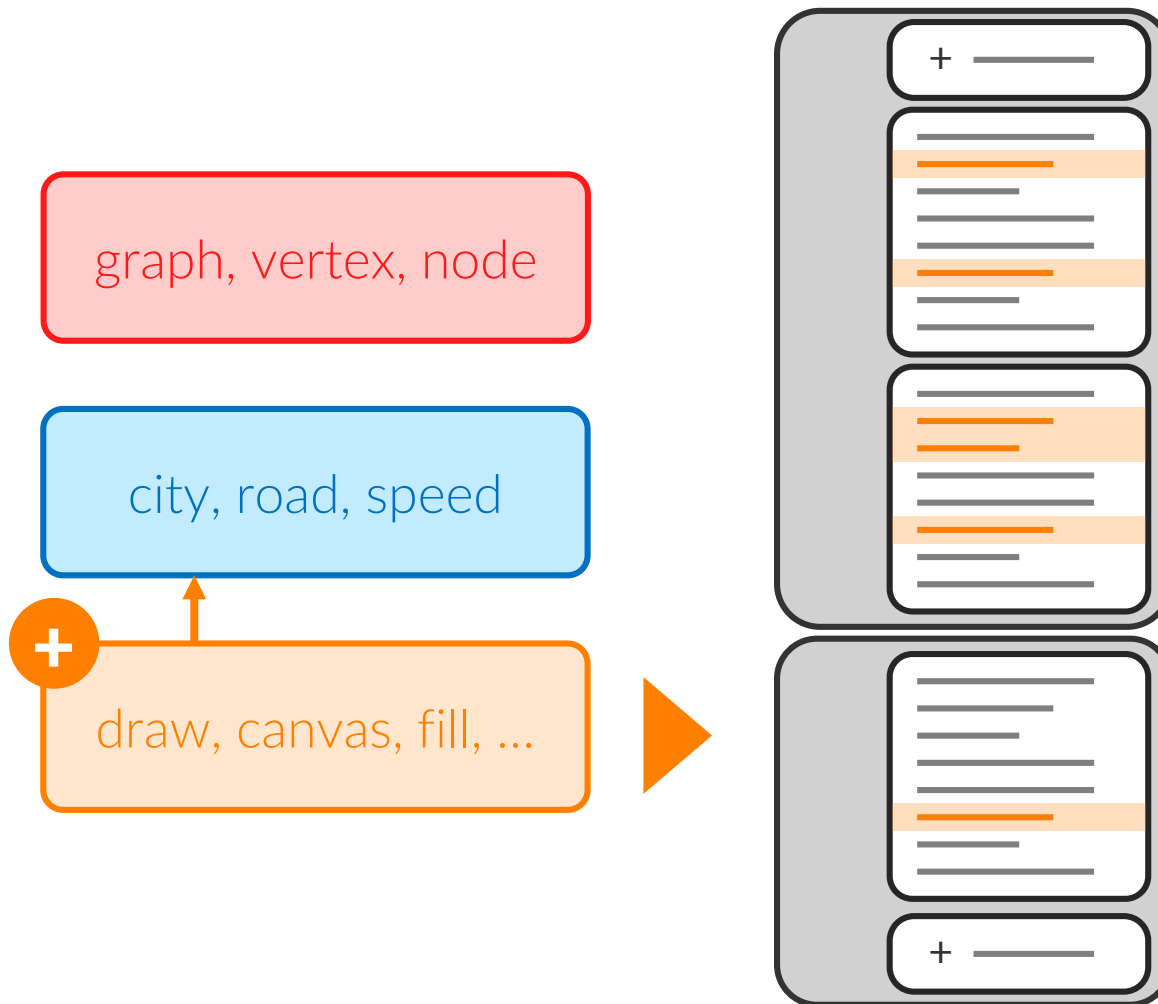 +
graph, vertex, node
city, road, speed
+
draw, canvas, fill, ...
+